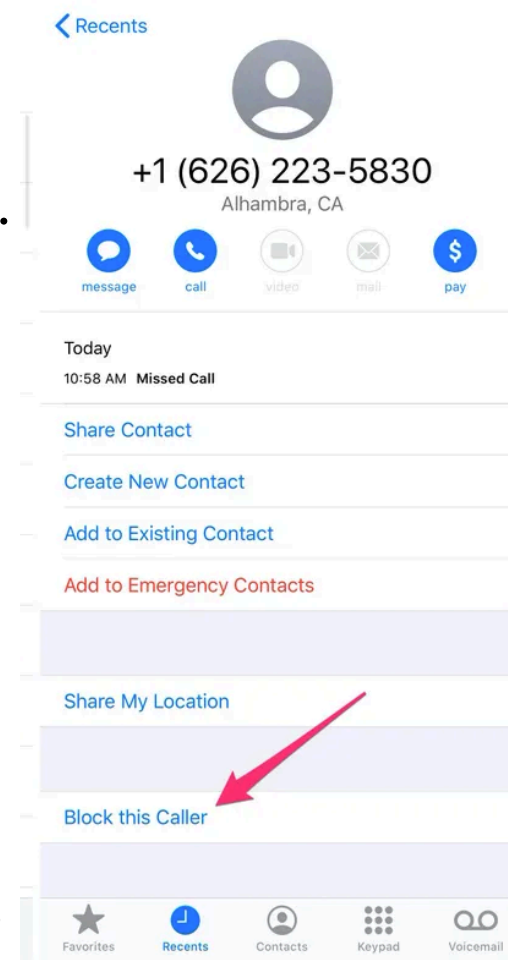 Recents
+1 (626) 223-5830
Alhambra, CA
message call video mail pay
Today
10:58 AM Missed Call
Share Contact
Create New Contact
Add to Existing Contact
Add to Emergency Contacts
Share My Location
Block this Caller
Favorites Recents Contacts Keypad Voicemail